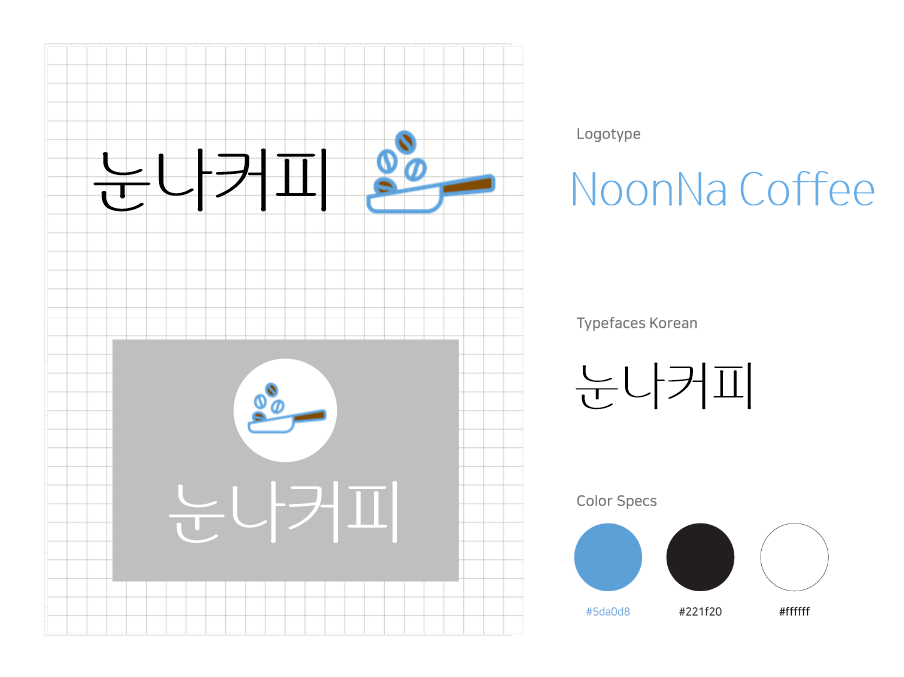 눈나커피
눈나커피
Logotype
NoonNa Coffee
Typefaces Korean
눈나커피
Color Specs
#5da0d8 #221f20 #ffffff